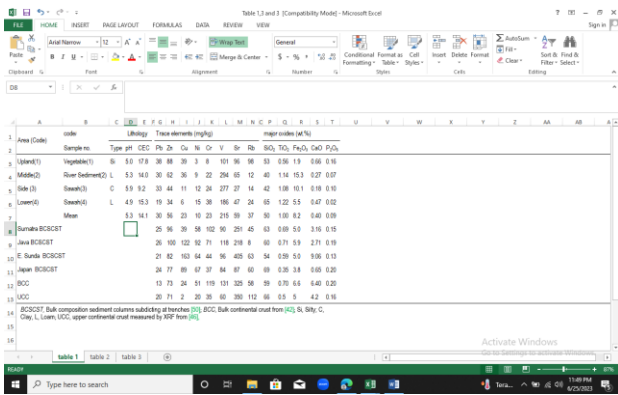 Table 1,3 and 3 [Compatibility Mode] - Microsoft Excel
Sign in
FILE HOME INSERT PAGE LAYOUT FORMULAS DATA REVIEW VIEW
Arial Narrow 12 Wrap Text General AutoSum
Paste Merge & Center Conditional Formatting Format as Table Cell Styles Insert Delete Format Fill Clear Sort & Filter Find & Select
Clipboard Font Alignment Number Styles Cells Editing
D8
code Lithology Trace elements (mg/kg) major oxides (wt.%)
Area (Code)
Sample no. Type pH CEC Pb Zn Cu Ni Cr V Sr Rb SiO₂ TiO₂ Fe₂O₃ CaO P₂O₅
Upland(1) Vegetable(1) Si 5.0 17.8 38 88 39 3 8 101 96 98 53 0.56 1.9 0.66 0.16
Middle(2) River Sediment(2) L 5.3 14.0 30 62 36 9 22 294 65 12 40 1.14 15.3 0.27 0.07
Side (3) Sawah(3) C 5.9 9.2 33 44 11 12 24 277 27 14 42 1.08 10.1 0.18 0.10
Lower(4) Sawah(4) L 4.9 15.3 19 34 6 15 38 186 47 24 65 1.22 5.5 0.47 0.02
Mean 5.3 14.1 30 56 23 10 23 215 59 37 50 1.00 8.2 0.40 0.09
Sumatra BCSCST 25 96 39 58 102 90 251 45 63 0.69 5.0 3.16 0.15
Java BCSCST 26 100 122 92 71 118 218 8 60 0.71 5.9 2.71 0.19
E. Sunda BCSCST 21 82 163 64 44 96 405 63 54 0.59 5.0 9.06 0.13
Japan BCSCST 24 77 89 67 37 84 87 60 69 0.35 3.8 0.65 0.20
BCC 13 73 24 51 119 131 325 58 59 0.70 6.6 6.40 0.20
UCC 20 71 2 20 35 60 350 112 66 0.5 5 4.2 0.16
BCSCST, Bulk composition sediment columns subdicting at trenches [50]; BCC, Bulk continental crust from [42]; Si, Silty; C,
Clay, L, Loam; UCC, upper continental crust measured by XRF from [46].
Activate Windows
Go to Settings to activate Windows.
table 1 table 2 table 3
READY 87%
Type here to search
Tera...
11:49 PM
6/25/2023